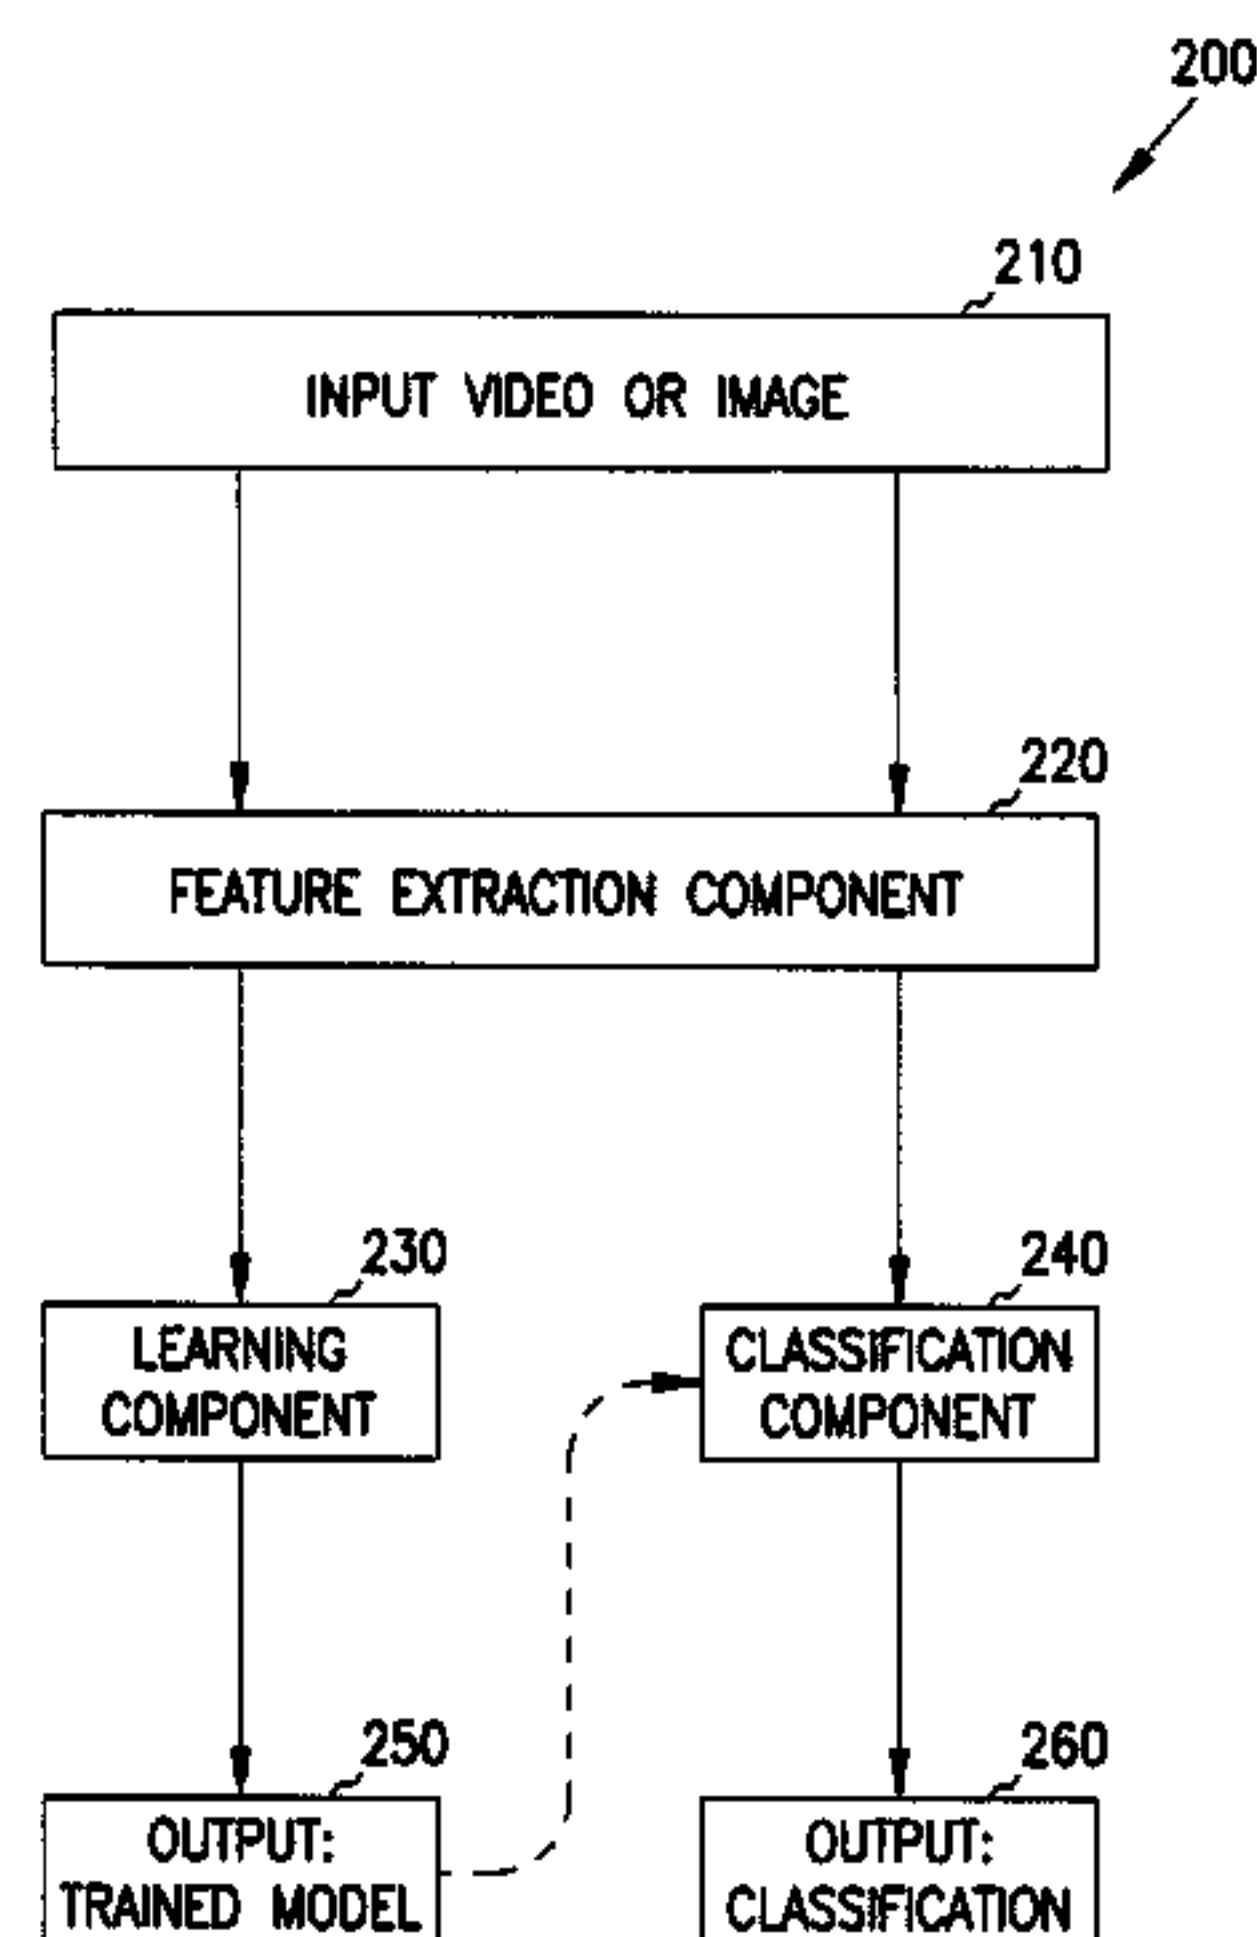 200
210
INPUT VIDEO OR IMAGE
220
FEATURE EXTRACTION COMPONENT
230
LEARNING
COMPONENT
240
CLASSIFICATION
COMPONENT
250
OUTPUT:
TRAINED MODEL
260
OUTPUT:
CLASSIFICATION